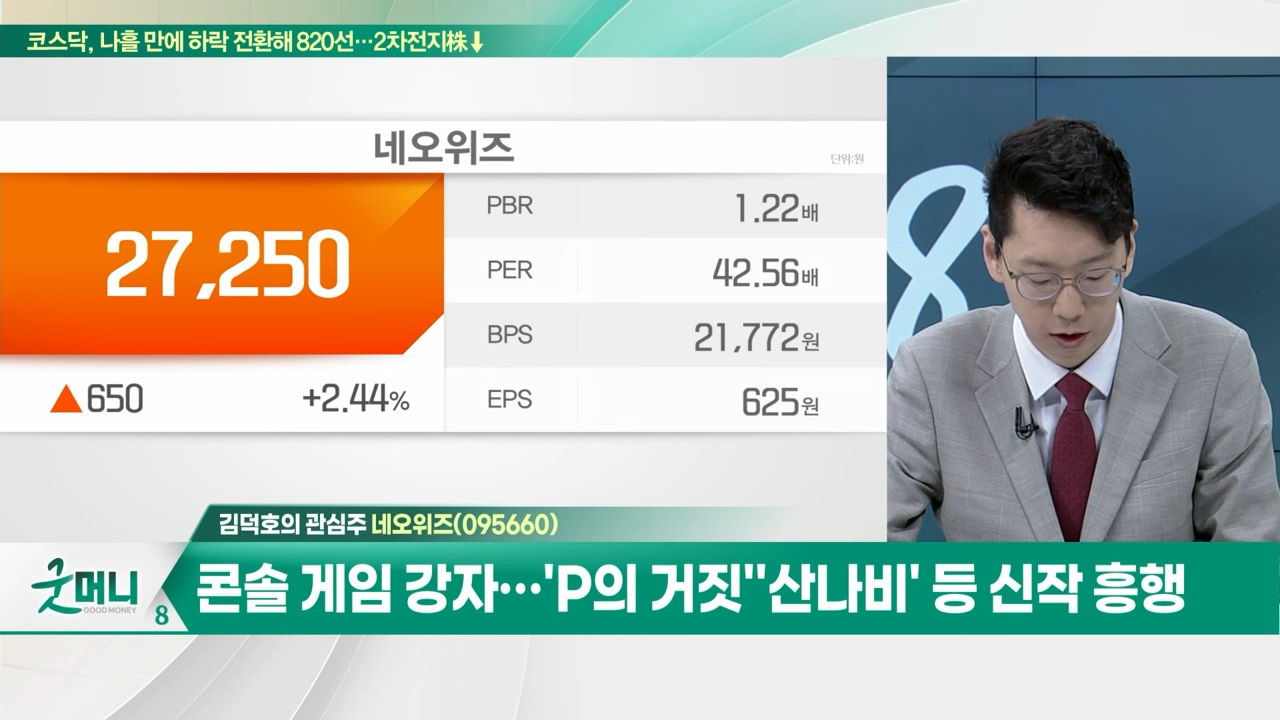 코스닥, 나흘 만에 하락 전환해 820선…2차전지株↓
네오위즈
단위:원
27,250
▲650 +2.44%
PBR 1.22배
PER 42.56배
BPS 21,772원
EPS 625원
8
김덕호의 관심주 네오위즈(095660)
굿머니 GOOD MONEY 8
콘솔 게임 강자…'P의 거짓''산나비' 등 신작 흥행